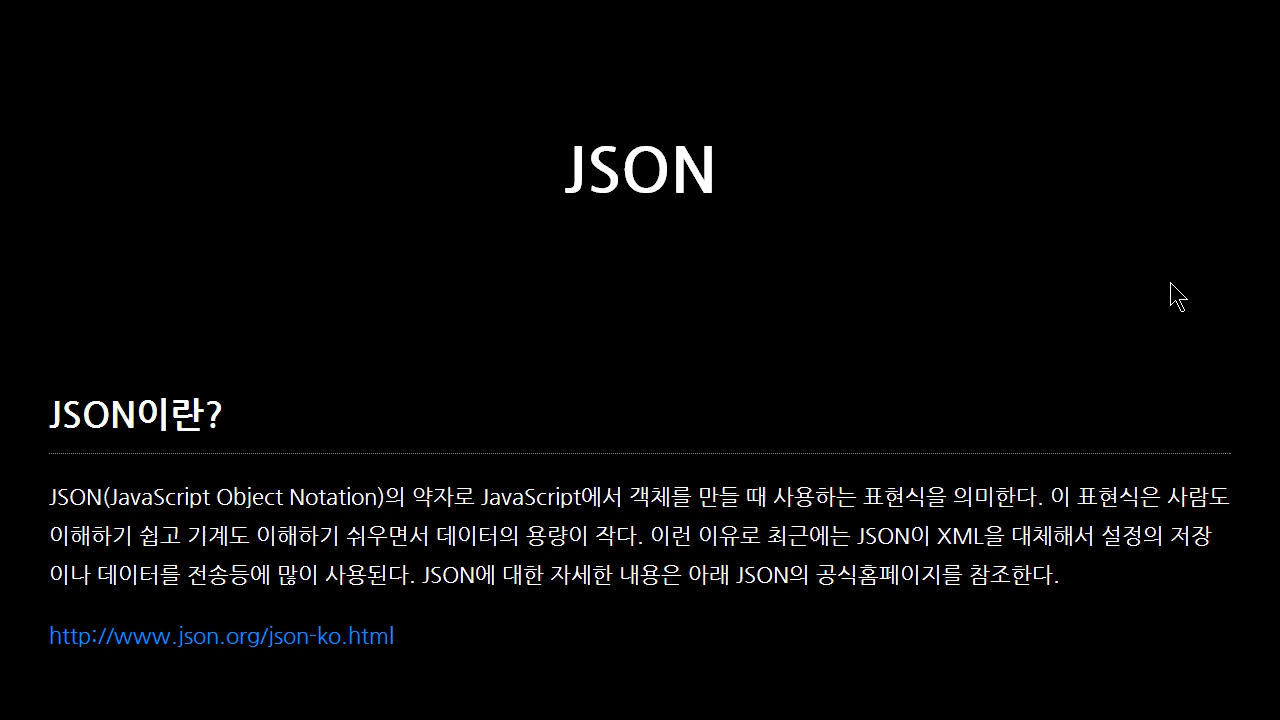 JSON
JSON이란?
JSON(JavaScript Object Notation)의 약자로 JavaScript에서 객체를 만들 때 사용하는 표현식을 의미한다. 이 표현식은 사람도
이해하기 쉽고 기계도 이해하기 쉬우면서 데이터의 용량이 작다. 이런 이유로 최근에는 JSON이 XML을 대체해서 설정의 저장
이나 데이터를 전송등에 많이 사용된다. JSON에 대한 자세한 내용은 아래 JSON의 공식홈페이지를 참조한다.
http://www.json.org/json-ko.html